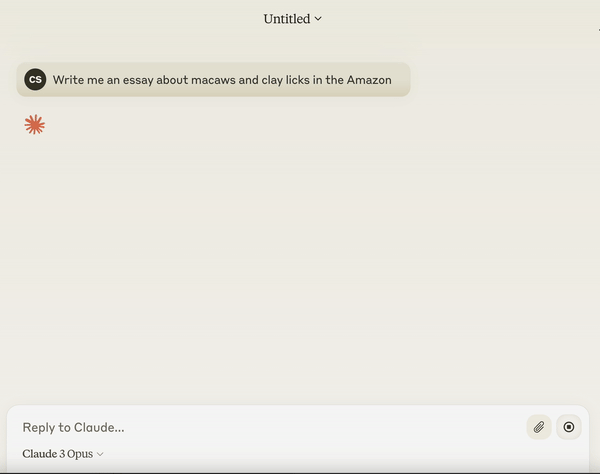 Untitled
CS Write me an essay about macaws and clay licks in the Amazon
Reply to Claude...
Claude 3 Opus